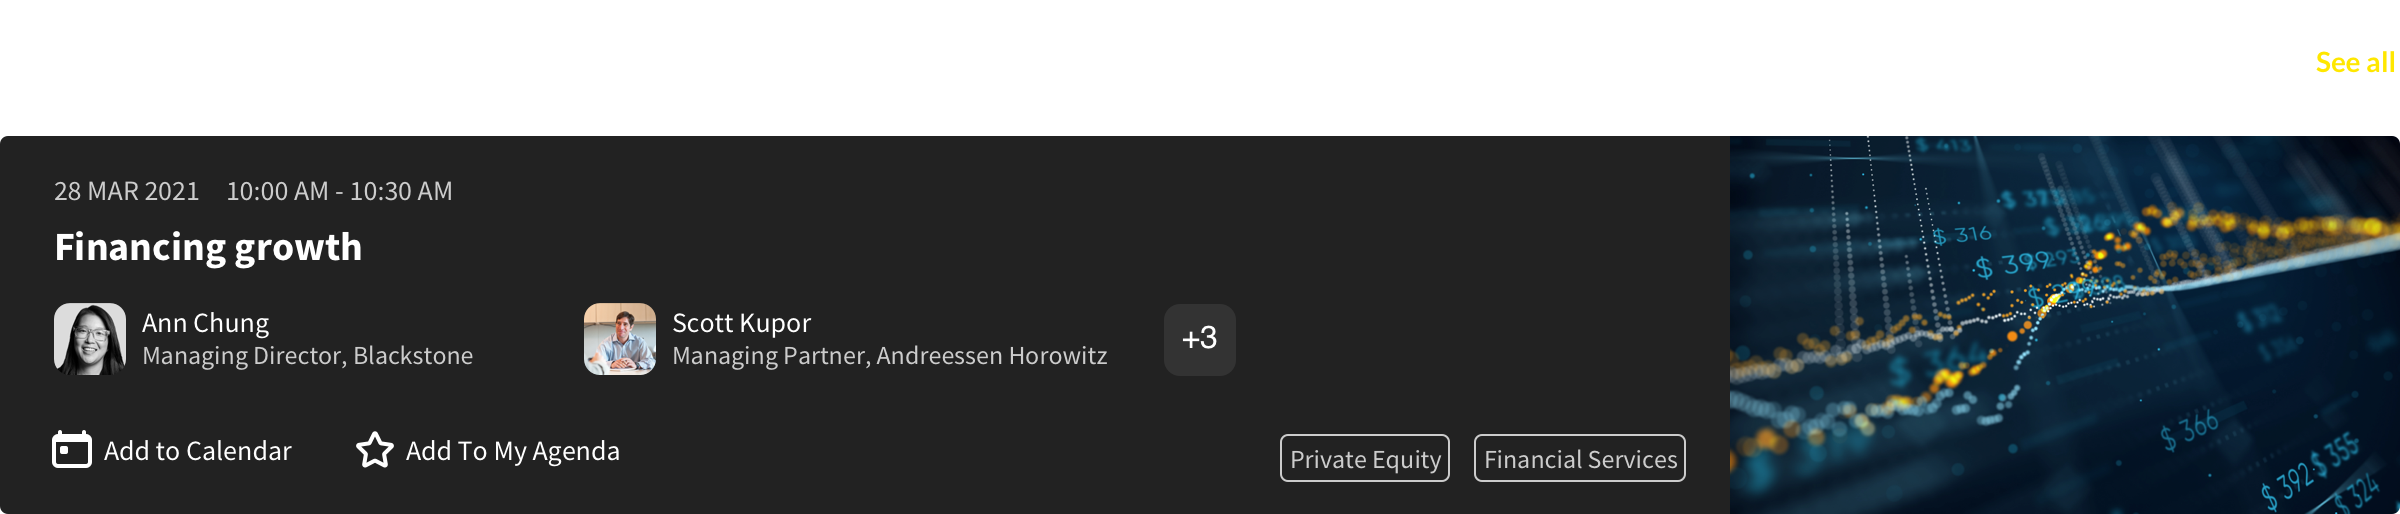 See all
28 MAR 2021 10:00 AM - 10:30 AM
Financing growth
Ann Chung
Managing Director, Blackstone
Scott Kupor
Managing Partner, Andreessen Horowitz
+3
Add to Calendar
Add To My Agenda
Private Equity
Financial Services
$ 413
$ 316
$ 399
$ 366
$ 392
$ 355
$ 324